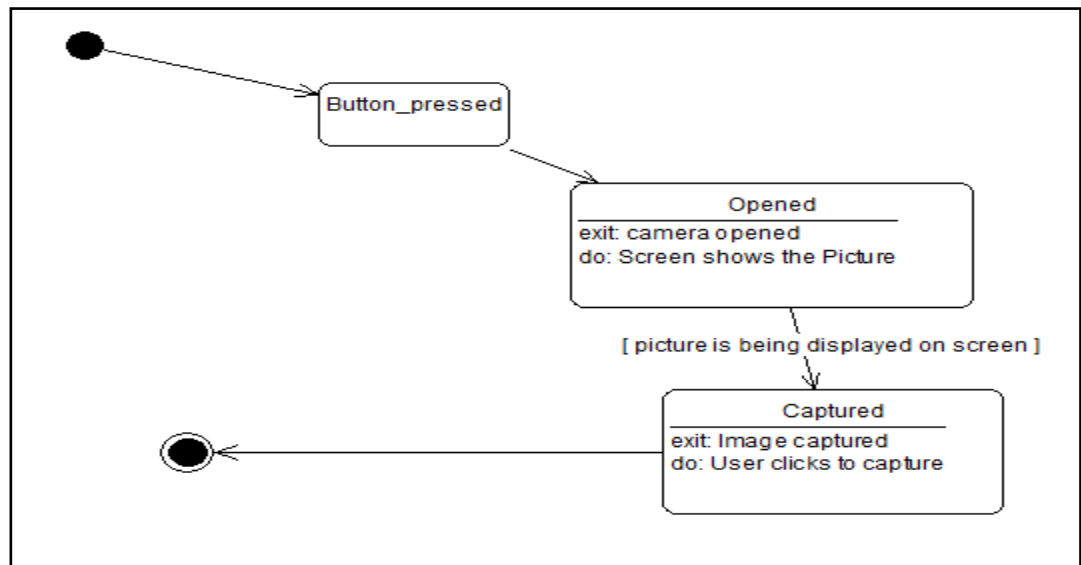 Button_pressed
Opened
exit: camera opened
do: Screen shows the Picture
[ picture is being displayed on screen ]
Captured
exit: Image captured
do: User clicks to capture